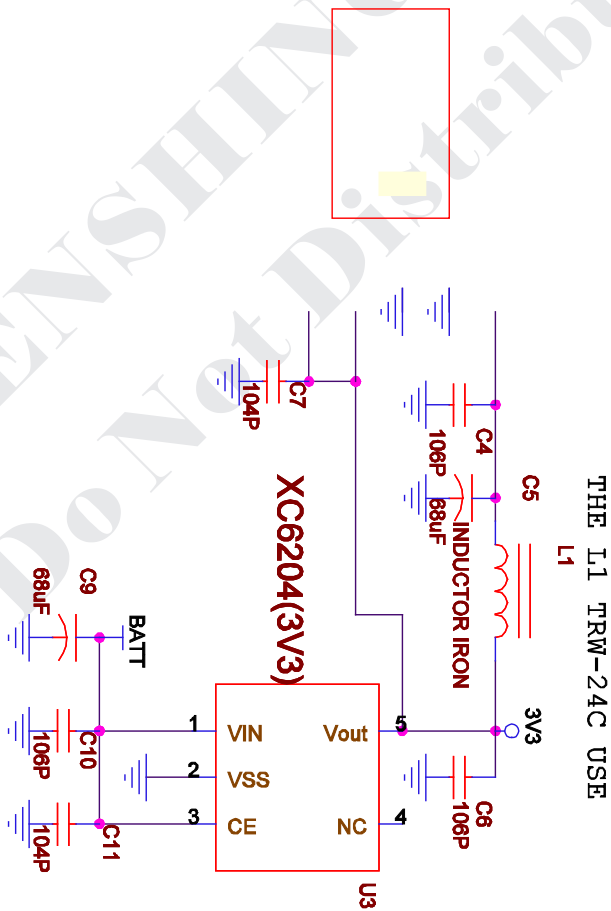 ENSHING
Do Not Distribu
THE L1 TRW-24C USE
C7
104P
C4
106P
C5
68uF
L1
INDUCTOR IRON
3V3
C6
106P
XC6204(3V3)
U3
1 VIN
2 VSS
3 CE
Vout 5
NC 4
BATT
C9
68uF
C10
106P
C11
104P